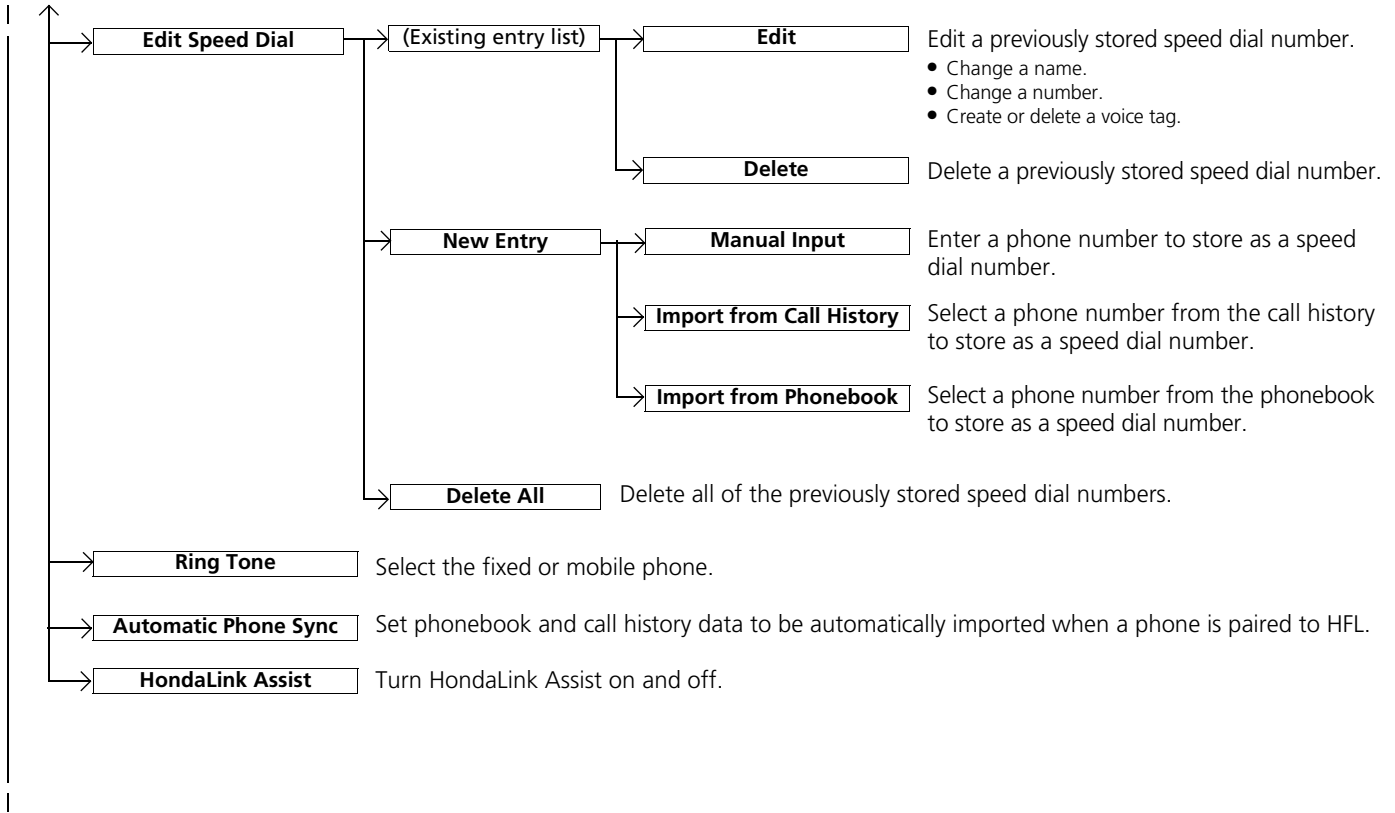 Edit Speed Dial
(Existing entry list)
Edit
Edit a previously stored speed dial number.
● Change a name.
● Change a number.
● Create or delete a voice tag.
Delete
Delete a previously stored speed dial number.
New Entry
Manual Input
Enter a phone number to store as a speed
dial number.
Import from Call History
Select a phone number from the call history
to store as a speed dial number.
Import from Phonebook
Select a phone number from the phonebook
to store as a speed dial number.
Delete All
Delete all of the previously stored speed dial numbers.
Ring Tone
Select the fixed or mobile phone.
Automatic Phone Sync
Set phonebook and call history data to be automatically imported when a phone is paired to HFL.
HondaLink Assist
Turn HondaLink Assist on and off.